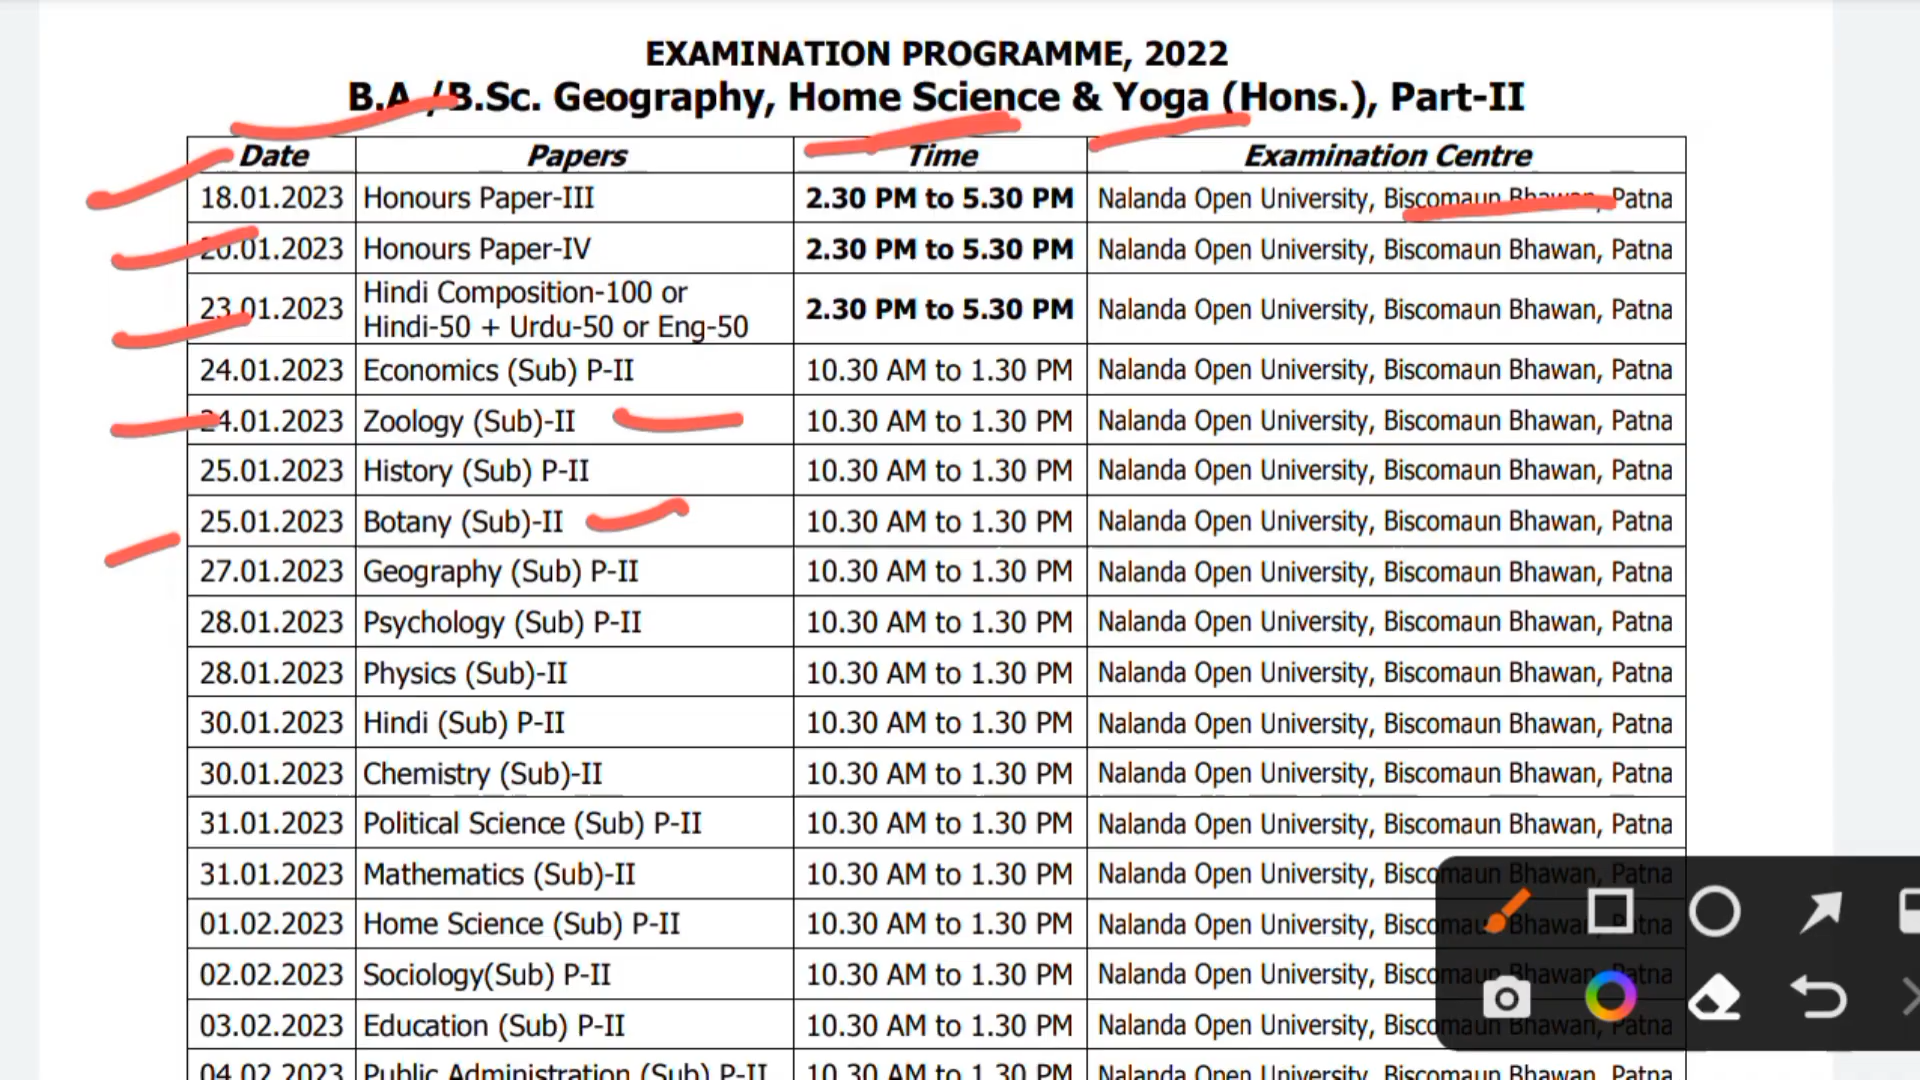 EXAMINATION PROGRAMME, 2022
B.A./B.Sc. Geography, Home Science & Yoga (Hons.), Part-II
Date Papers Time Examination Centre
18.01.2023 Honours Paper-III 2.30 PM to 5.30 PM Nalanda Open University, Biscomaun Bhawan, Patna
20.01.2023 Honours Paper-IV 2.30 PM to 5.30 PM Nalanda Open University, Biscomaun Bhawan, Patna
23.01.2023 Hindi Composition-100 or
Hindi-50 + Urdu-50 or Eng-50 2.30 PM to 5.30 PM Nalanda Open University, Biscomaun Bhawan, Patna
24.01.2023 Economics (Sub) P-II 10.30 AM to 1.30 PM Nalanda Open University, Biscomaun Bhawan, Patna
24.01.2023 Zoology (Sub)-II 10.30 AM to 1.30 PM Nalanda Open University, Biscomaun Bhawan, Patna
25.01.2023 History (Sub) P-II 10.30 AM to 1.30 PM Nalanda Open University, Biscomaun Bhawan, Patna
25.01.2023 Botany (Sub)-II 10.30 AM to 1.30 PM Nalanda Open University, Biscomaun Bhawan, Patna
27.01.2023 Geography (Sub) P-II 10.30 AM to 1.30 PM Nalanda Open University, Biscomaun Bhawan, Patna
28.01.2023 Psychology (Sub) P-II 10.30 AM to 1.30 PM Nalanda Open University, Biscomaun Bhawan, Patna
28.01.2023 Physics (Sub)-II 10.30 AM to 1.30 PM Nalanda Open University, Biscomaun Bhawan, Patna
30.01.2023 Hindi (Sub) P-II 10.30 AM to 1.30 PM Nalanda Open University, Biscomaun Bhawan, Patna
30.01.2023 Chemistry (Sub)-II 10.30 AM to 1.30 PM Nalanda Open University, Biscomaun Bhawan, Patna
31.01.2023 Political Science (Sub) P-II 10.30 AM to 1.30 PM Nalanda Open University, Biscomaun Bhawan, Patna
31.01.2023 Mathematics (Sub)-II 10.30 AM to 1.30 PM Nalanda Open University, Biscomaun Bhawan, Patna
01.02.2023 Home Science (Sub) P-II 10.30 AM to 1.30 PM Nalanda Open University, Biscomaun Bhawan, Patna
02.02.2023 Sociology(Sub) P-II 10.30 AM to 1.30 PM Nalanda Open University, Biscomaun Bhawan, Patna
03.02.2023 Education (Sub) P-II 10.30 AM to 1.30 PM Nalanda Open University, Biscomaun Bhawan, Patna
04.02.2023 Public Administration (Sub) P-II 10.30 AM to 1.30 PM Nalanda Open University, Biscomaun Bhawan, Patna